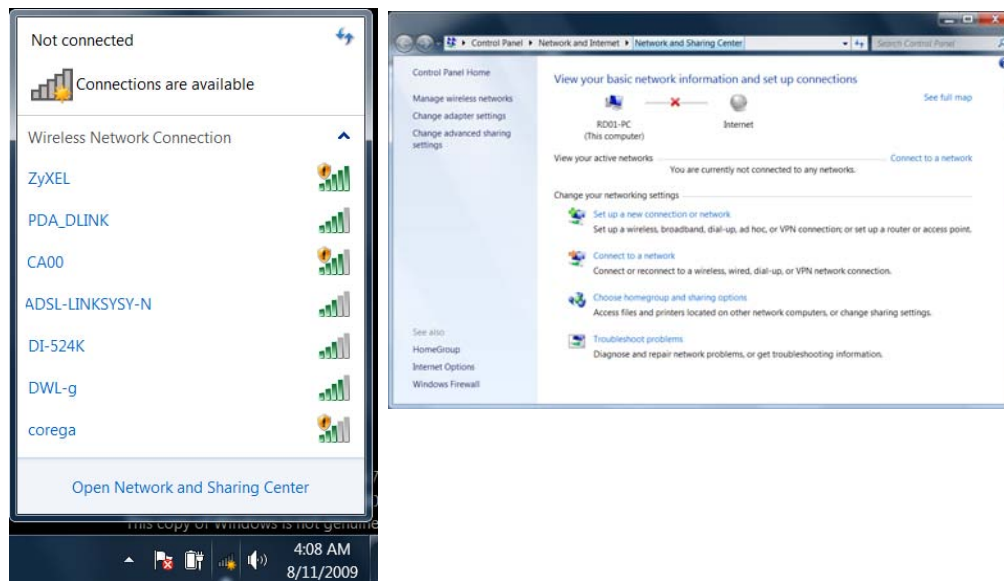 Not connected
Connections are available
Wireless Network Connection
ZyXEL
PDA_DLINK
CA00
ADSL-LINKSYSY-N
DI-524K
DWL-g
corega
Open Network and Sharing Center
This copy of Windows is not genuine
4:08 AM
8/11/2009
Control Panel Network and Internet Network and Sharing Center
Search Control Panel
Control Panel Home
Manage wireless networks
Change adapter settings
Change advanced sharing
settings
See also
HomeGroup
Internet Options
Windows Firewall
View your basic network information and set up connections
See full map
RD01-PC
(This computer)
Internet
View your active networks
Connect to a network
You are currently not connected to any networks.
Change your networking settings
Set up a new connection or network
Set up a wireless, broadband, dial-up, ad hoc, or VPN connection; or set up a router or access point.
Connect to a network
Connect or reconnect to a wireless, wired, dial-up, or VPN network connection.
Choose homegroup and sharing options
Access files and printers located on other network computers, or change sharing settings.
Troubleshoot problems
Diagnose and repair network problems, or get troubleshooting information.